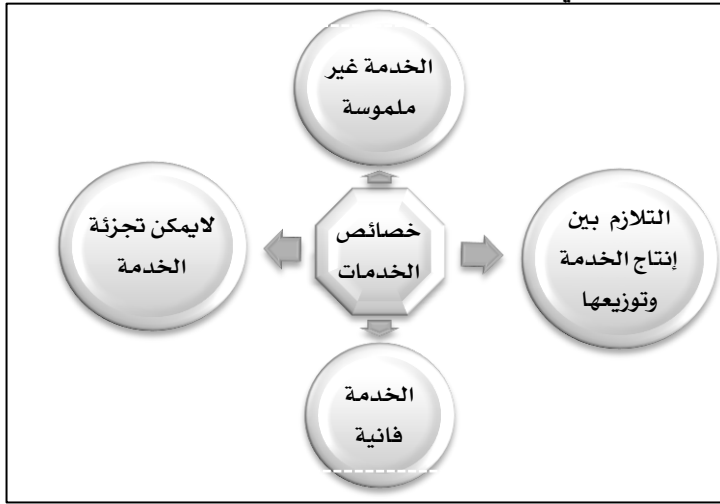 الخدمة غير
ملموسة
التلازم بين
إنتاج الخدمة
وتوزيعها
خصائص
الخدمات
لايمكن تجزئة
الخدمة
الخدمة
فانية